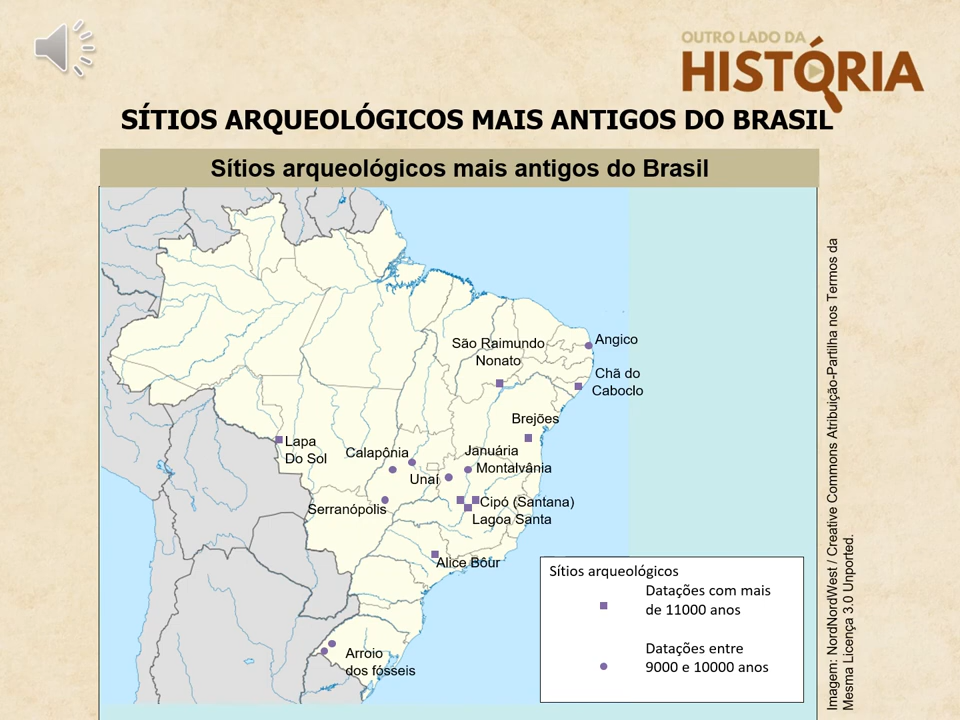 OUTRO LADO DA
HISTÓRIA
SÍTIOS ARQUEOLÓGICOS MAIS ANTIGOS DO BRASIL
Sítios arqueológicos mais antigos do Brasil
São Raimundo
Nonato
Angico
Chã do
Caboclo
Brejões
Lapa
Do Sol
Calapônia
Januária
Montalvânia
Unaí
Serranópolis
Cipó (Santana)
Lagoa Santa
Alice Bôur
Arroio
dos fósseis
Sítios arqueológicos
Datações com mais
de 11000 anos
Datações entre
9000 e 10000 anos
Imagem: NordNordWest / Creative Commons Atribuição-Partilha nos Termos da
Mesma Licença 3.0 Unported.